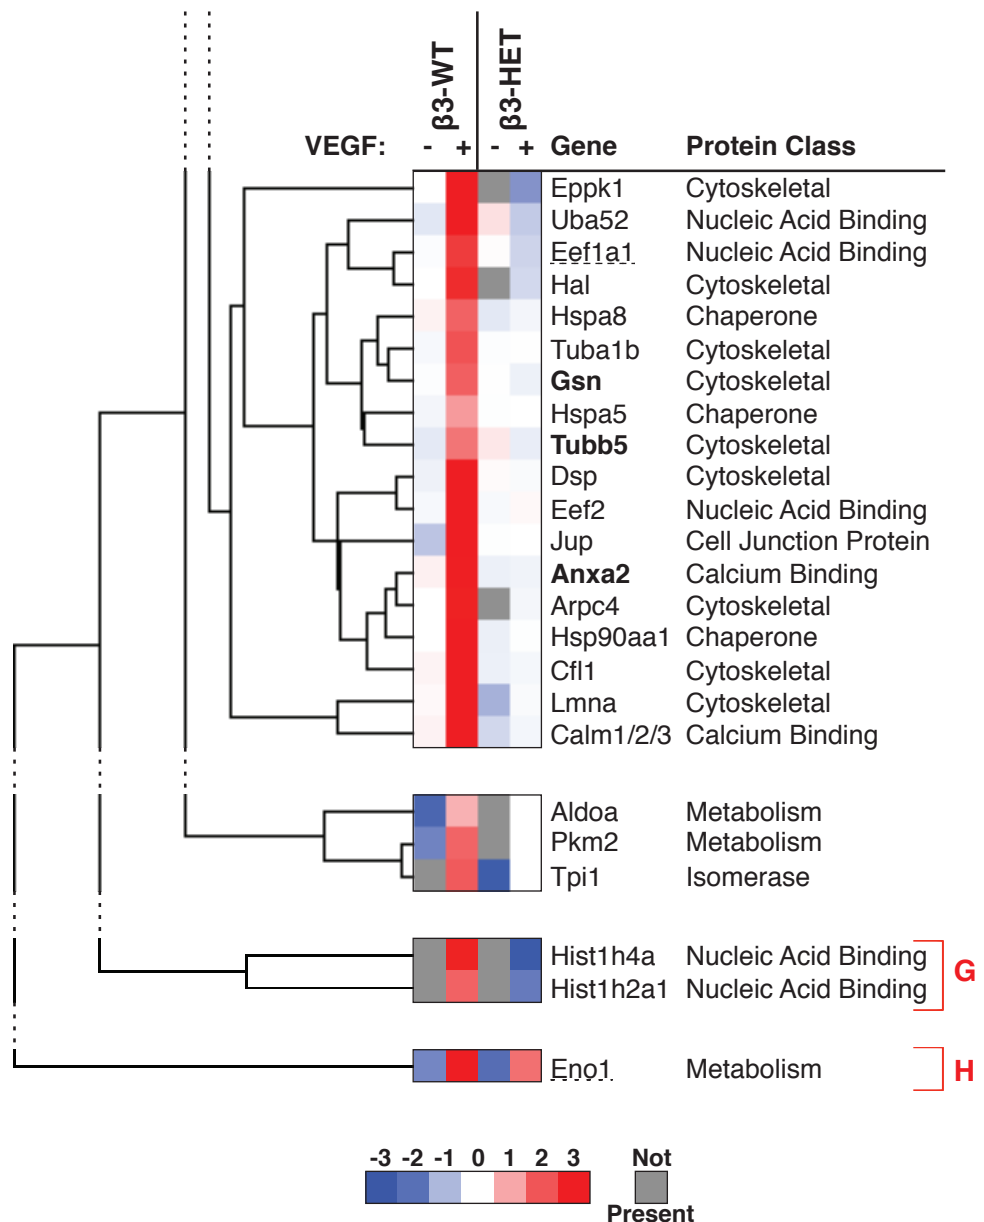 β3-WT β3-HET
VEGF: - + - + Gene Protein Class
Eppk1 Cytoskeletal
Uba52 Nucleic Acid Binding
Eef1a1 Nucleic Acid Binding
Hal Cytoskeletal
Hspa8 Chaperone
Tuba1b Cytoskeletal
Gsn Cytoskeletal
Hspa5 Chaperone
Tubb5 Cytoskeletal
Dsp Cytoskeletal
Eef2 Nucleic Acid Binding
Jup Cell Junction Protein
Anxa2 Calcium Binding
Arpc4 Cytoskeletal
Hsp90aa1 Chaperone
Cfl1 Cytoskeletal
Lmna Cytoskeletal
Calm1/2/3 Calcium Binding
Aldoa Metabolism
Pkm2 Metabolism
Tpi1 Isomerase
Hist1h4a Nucleic Acid Binding
G
Hist1h2a1 Nucleic Acid Binding
Eno1 Metabolism H
-3 -2 -1 0 1 2 3 Not
Present